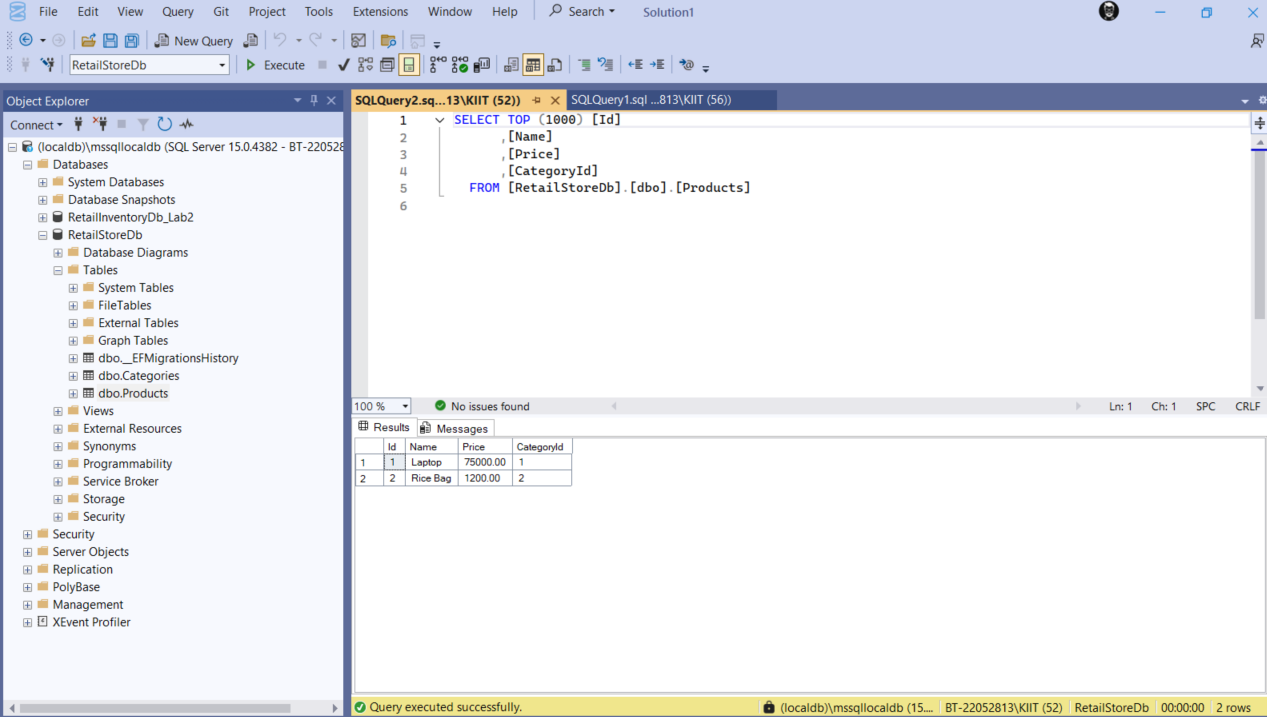 File Edit View Query Git Project Tools Extensions Window Help Search Solution1
New Query
RetailStoreDb Execute
Object Explorer
Connect
(localdb)\mssqllocaldb (SQL Server 15.0.4382 - BT-220528
Databases
System Databases
Database Snapshots
RetailInventoryDb_Lab2
RetailStoreDb
Database Diagrams
Tables
System Tables
FileTables
External Tables
Graph Tables
dbo.__EFMigrationsHistory
dbo.Categories
dbo.Products
Views
External Resources
Synonyms
Programmability
Service Broker
Storage
Security
Security
Server Objects
Replication
PolyBase
Management
XEvent Profiler
SQLQuery2.sq...13\KIIT (52)) SQLQuery1.sql ...813\KIIT (56))
1 SELECT TOP (1000) [Id]
2 ,[Name]
3 ,[Price]
4 ,[CategoryId]
5 FROM [RetailStoreDb].[dbo].[Products]
6
100 % No issues found Ln: 1 Ch: 1 SPC CRLF
Results Messages
Id Name Price CategoryId
1 1 Laptop 75000.00 1
2 2 Rice Bag 1200.00 2
Query executed successfully. (localdb)\mssqllocaldb (15.... BT-22052813\KIIT (52) RetailStoreDb 00:00:00 2 rows